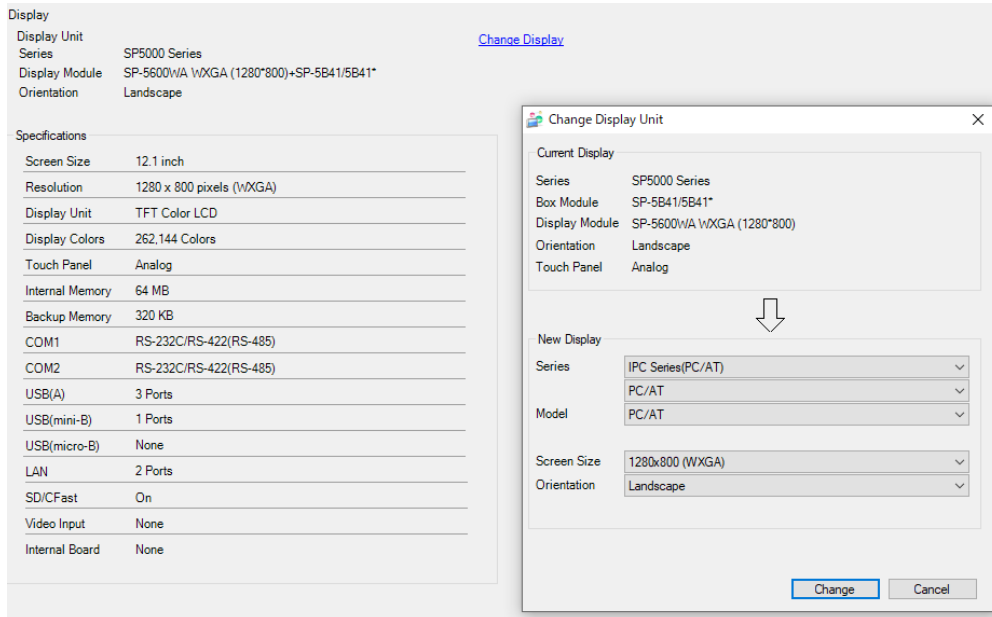 Display
Display Unit
Change Display
Series SP5000 Series
Display Module SP-5600WA WXGA (1280*800)+SP-5B41/5B41*
Orientation Landscape
Specifications
Screen Size 12.1 inch
Resolution 1280 x 800 pixels (WXGA)
Display Unit TFT Color LCD
Display Colors 262,144 Colors
Touch Panel Analog
Internal Memory 64 MB
Backup Memory 320 KB
COM1 RS-232C/RS-422(RS-485)
COM2 RS-232C/RS-422(RS-485)
USB(A) 3 Ports
USB(mini-B) 1 Ports
USB(micro-B) None
LAN 2 Ports
SD/CFast On
Video Input None
Internal Board None
Change Display Unit
Current Display
Series SP5000 Series
Box Module SP-5B41/5B41*
Display Module SP-5600WA WXGA (1280*800)
Orientation Landscape
Touch Panel Analog
New Display
Series IPC Series(PC/AT)
PC/AT
Model PC/AT
Screen Size 1280x800 (WXGA)
Orientation Landscape
Change Cancel